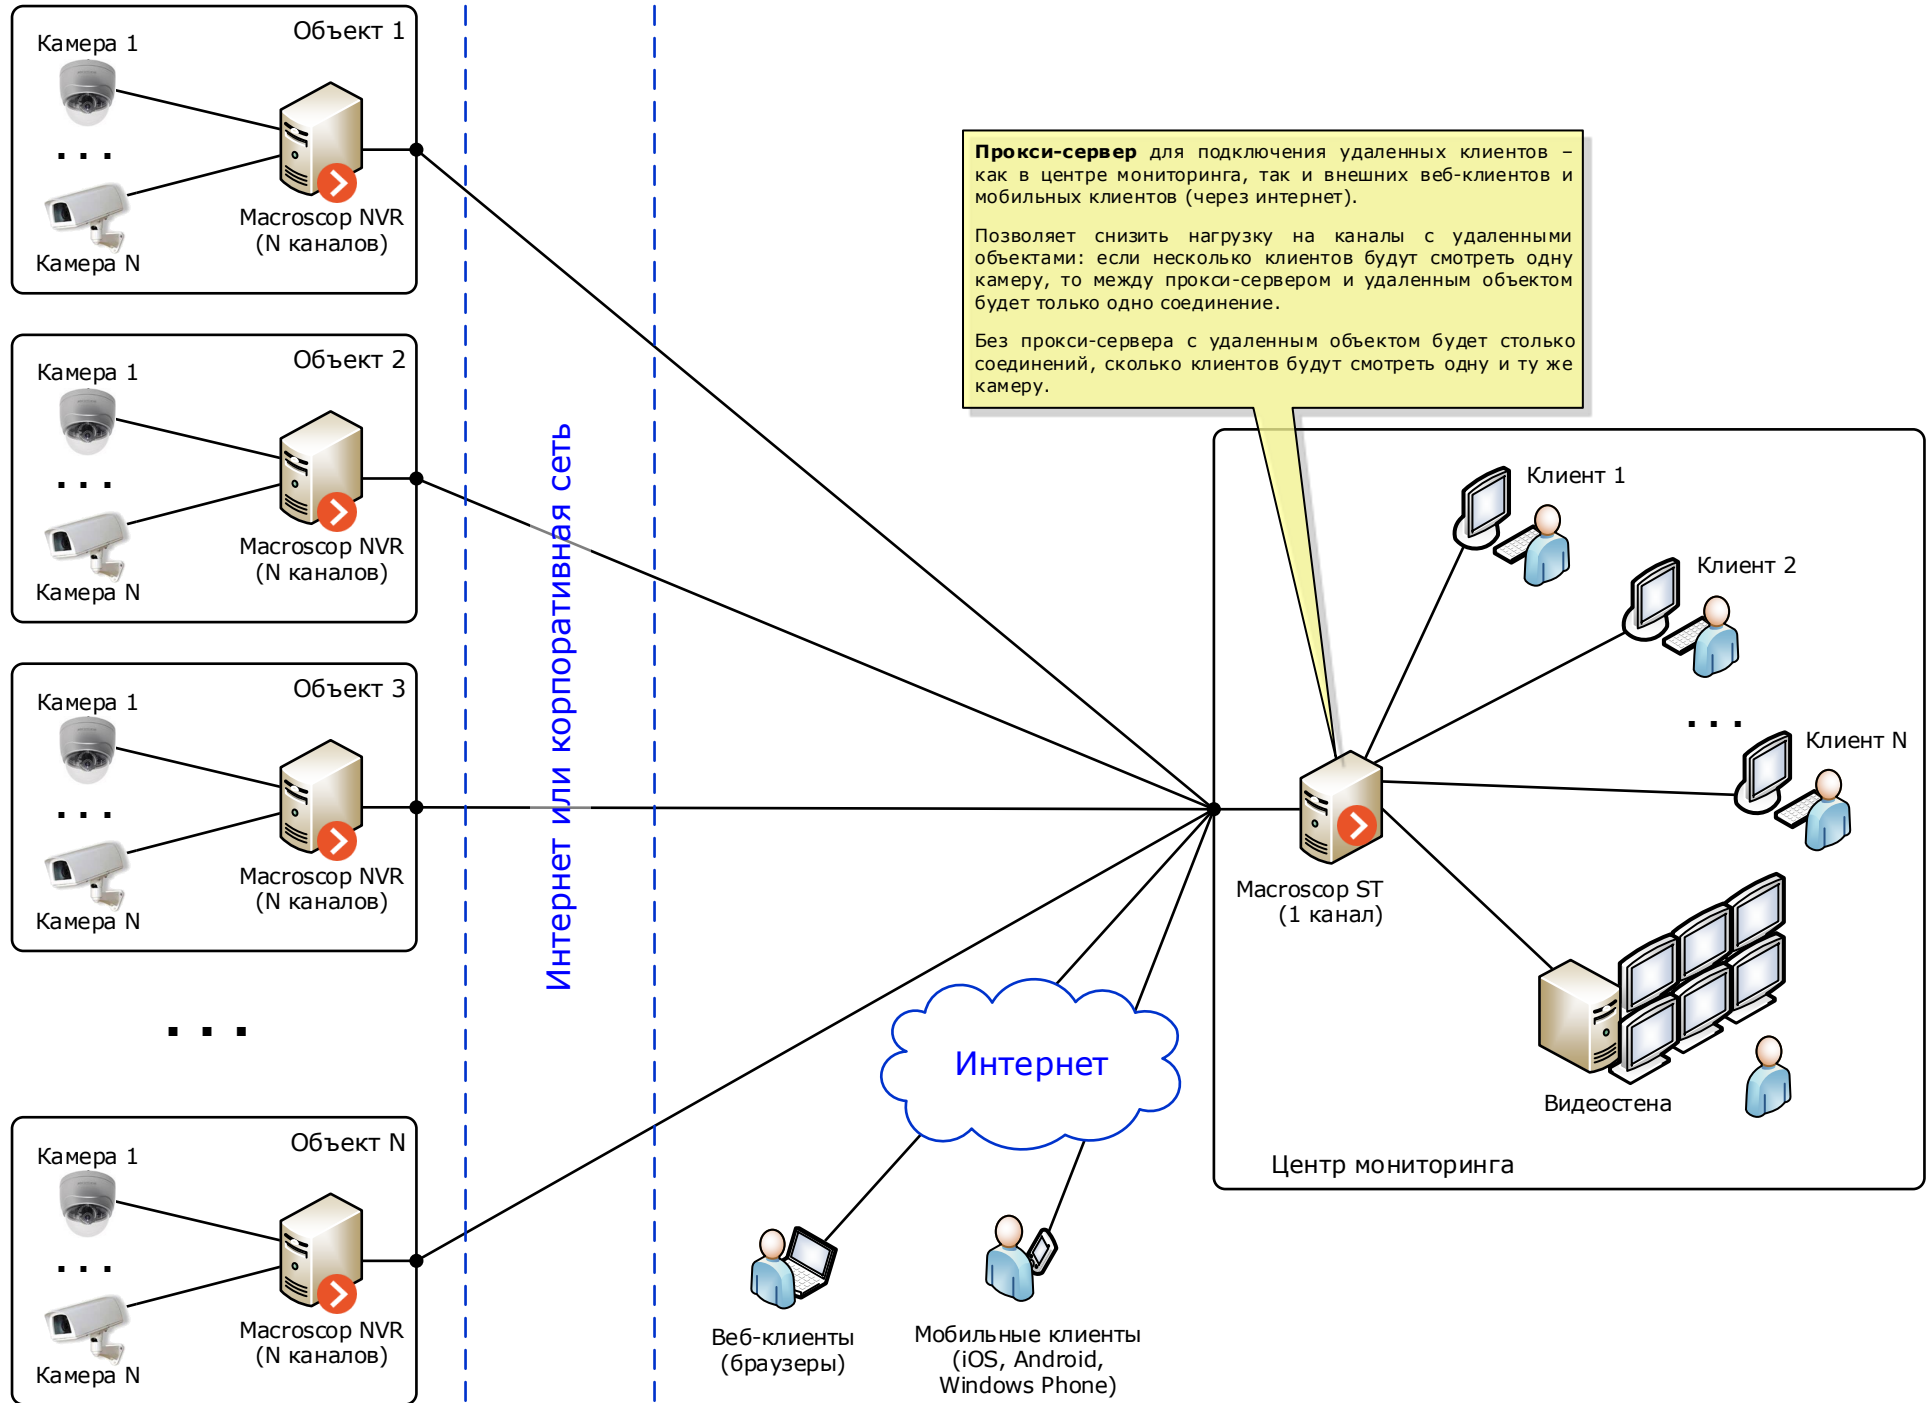 Объект 1
Камера 1
. . .
Камера N
Macroscop NVR
(N каналов)
Объект 2
Камера 1
. . .
Камера N
Macroscop NVR
(N каналов)
Объект 3
Камера 1
. . .
Камера N
Macroscop NVR
(N каналов)
. . .
Объект N
Камера 1
. . .
Камера N
Macroscop NVR
(N каналов)
Интернет или корпоративная сеть
Прокси-сервер для подключения удаленных клиентов –
как в центре мониторинга, так и внешних веб-клиентов и
мобильных клиентов (через интернет).
Позволяет снизить нагрузку на каналы с удаленными
объектами: если несколько клиентов будут смотреть одну
камеру, то между прокси-сервером и удаленным объектом
будет только одно соединение.
Без прокси-сервера с удаленным объектом будет столько
соединений, сколько клиентов будут смотреть одну и ту же
камеру.
Клиент 1
Клиент 2
. . .
Клиент N
Macroscop ST
(1 канал)
Видеостена
Центр мониторинга
Интернет
Веб-клиенты
(браузеры)
Мобильные клиенты
(iOS, Android,
Windows Phone)